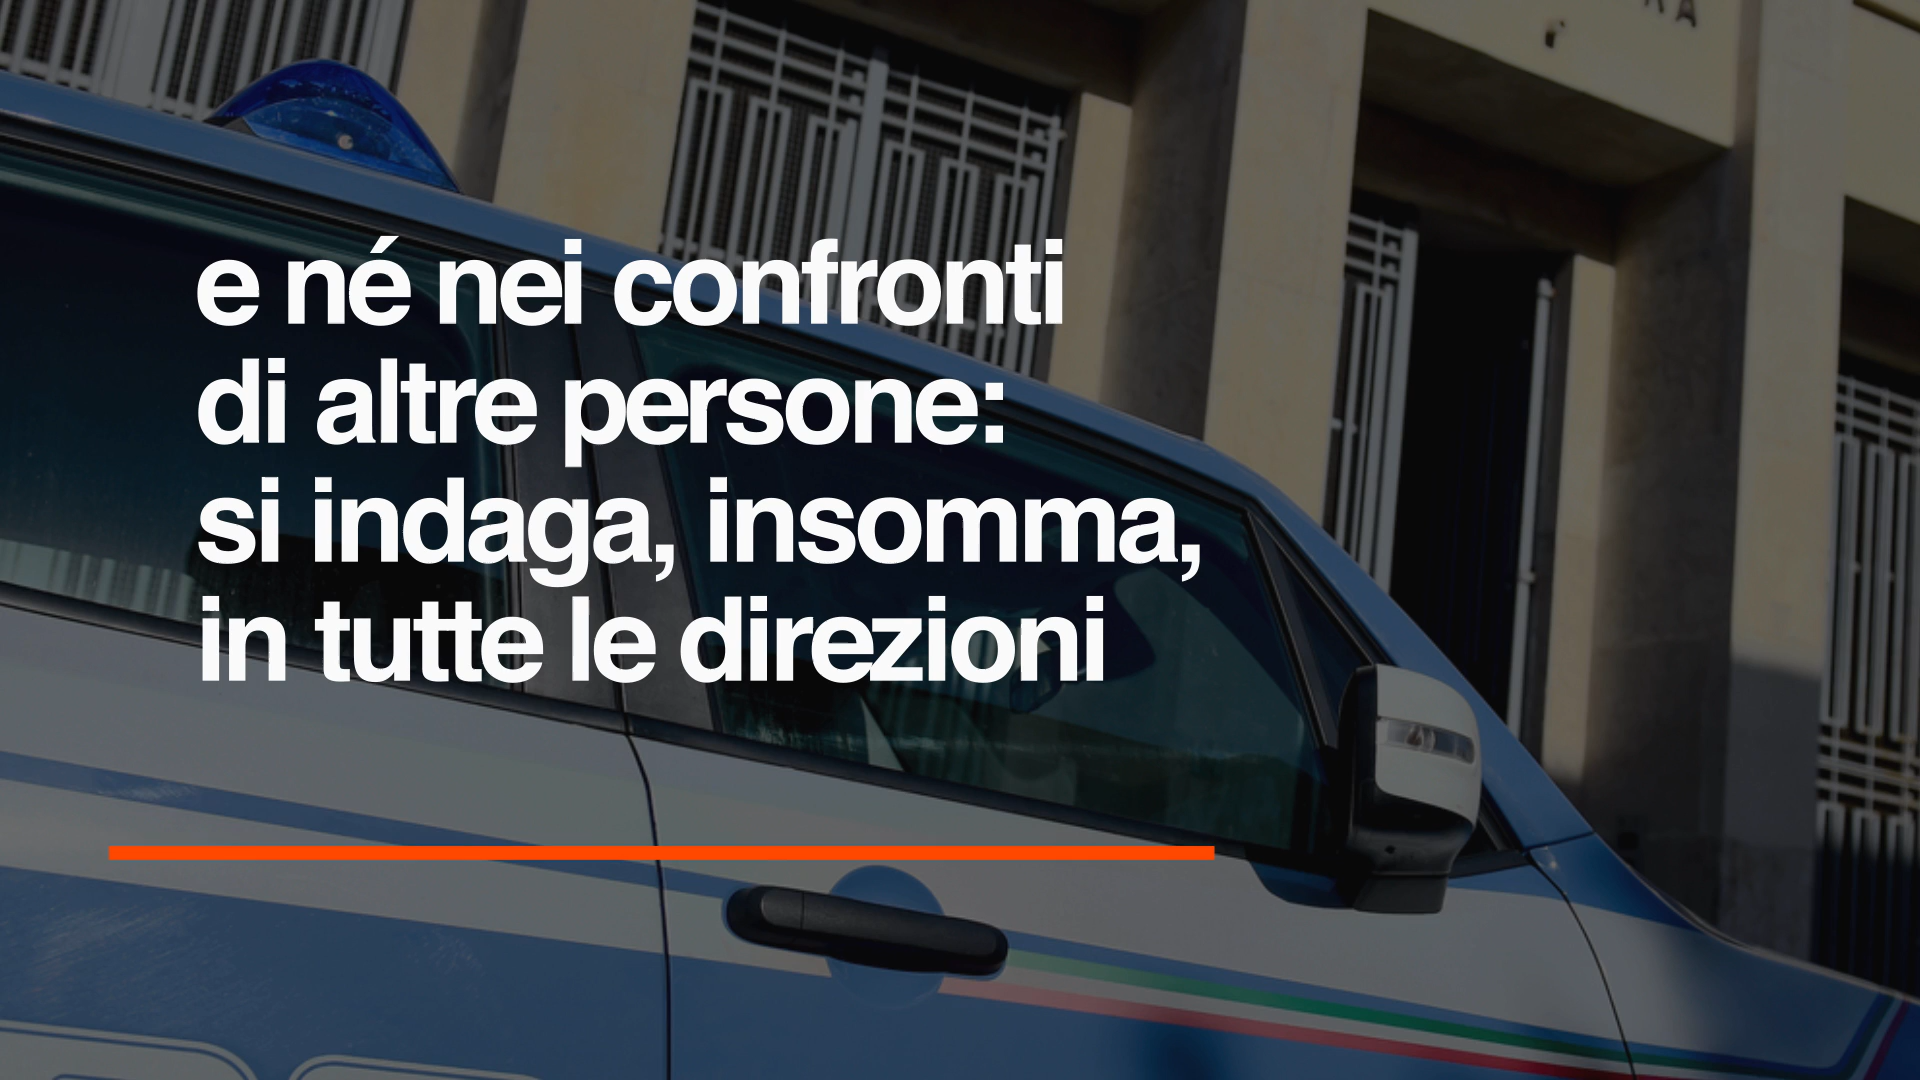 e né nei confronti
di altre persone:
si indaga, insomma,
in tutte le direzioni